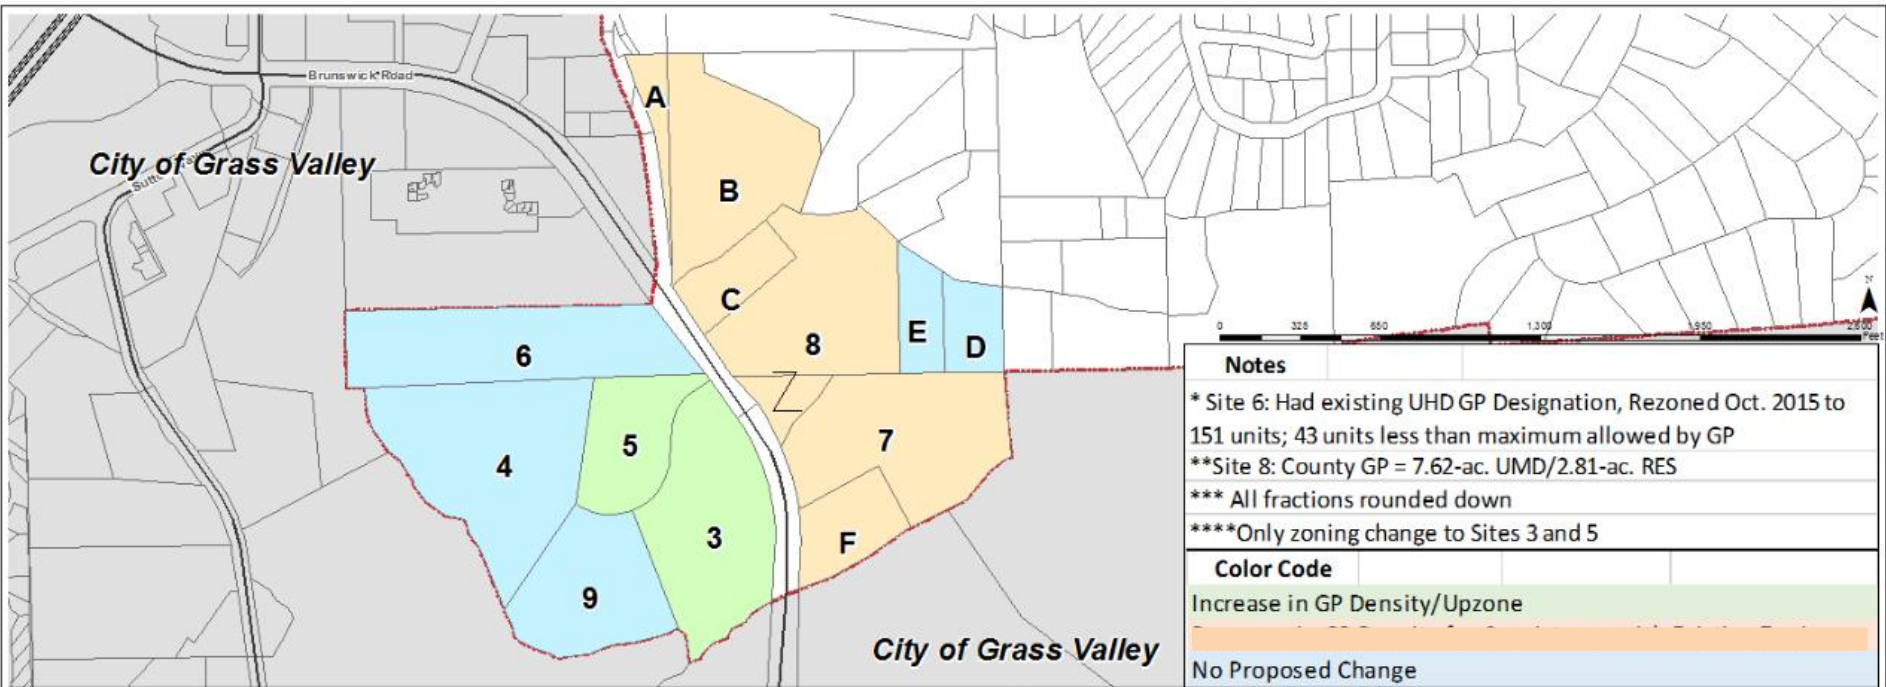 Brunswick Road
A
City of Grass Valley
B
C
E
D
8
6
N
0 325 650 1,300 1,950 2,600
Feet
5
7
4
3
F
9
City of Grass Valley
Notes
* Site 6: Had existing UHD GP Designation, Rezoned Oct. 2015 to
151 units; 43 units less than maximum allowed by GP
**Site 8: County GP = 7.62-ac. UMD/2.81-ac. RES
*** All fractions rounded down
****Only zoning change to Sites 3 and 5
Color Code
Increase in GP Density/Upzone
No Proposed Change